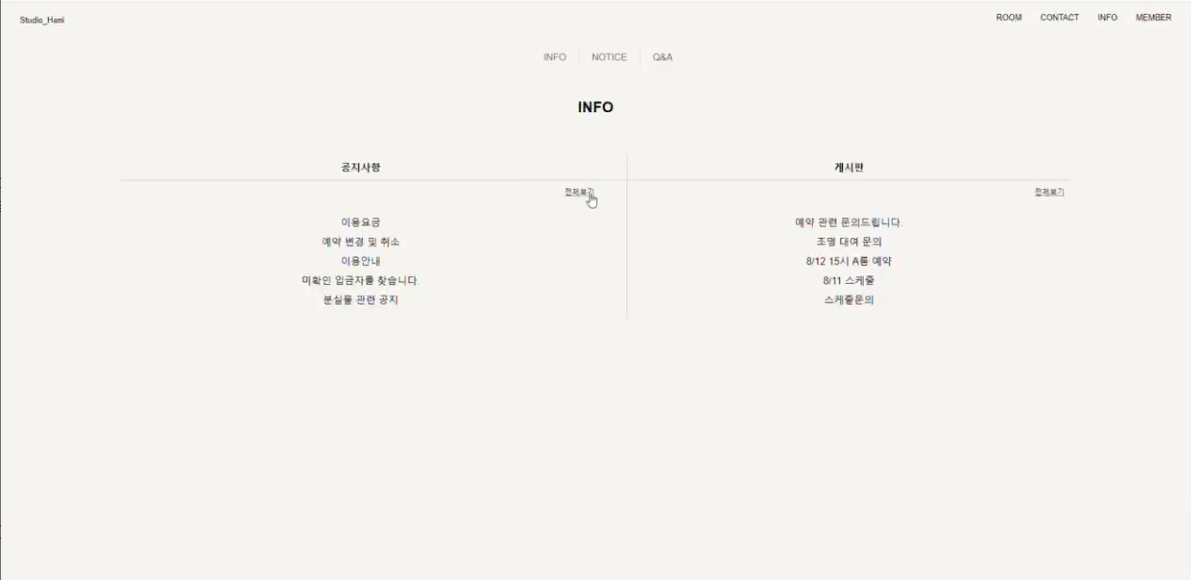 Studio_Hani
ROOM CONTACT INFO MEMBER
INFO NOTICE Q&A
INFO
공지사항
전체보기
이용요금
예약 변경 및 취소
이용안내
미확인 입금자를 찾습니다.
분실물 관련 공지
게시판
전체보기
예약 관련 문의드립니다.
조명 대여 문의
8/12 15시 A룸 예약
8/11 스케줄
스케줄문의